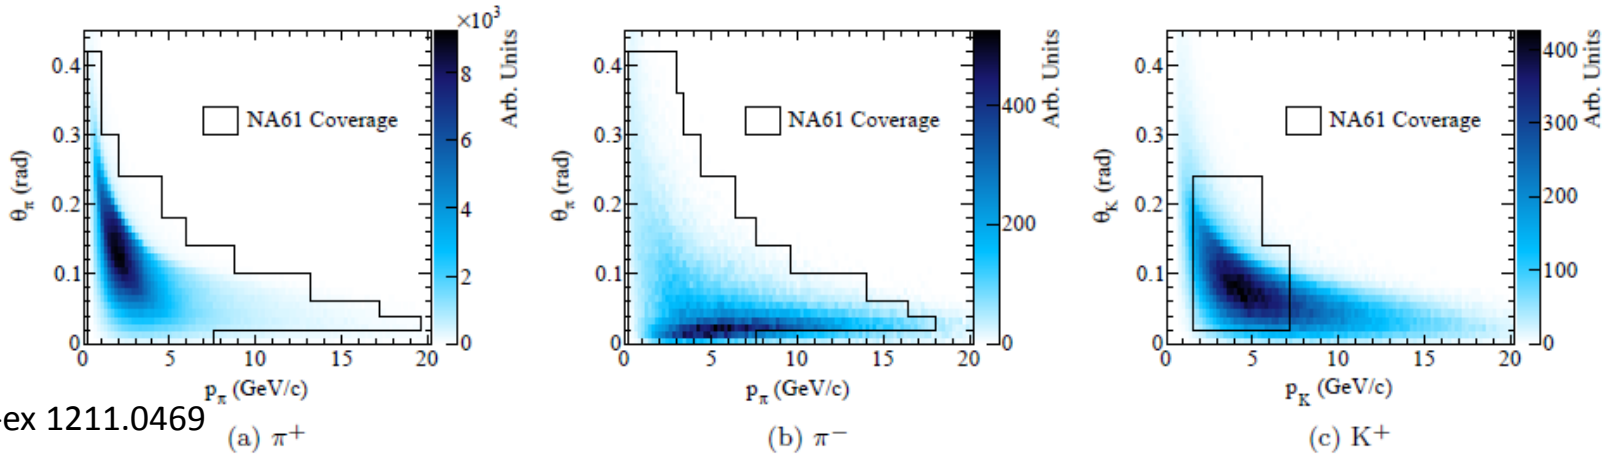 ×10³
0.4
0.3
0.2
0.1
0
θπ (rad)
0 5 10 15 20
pπ (GeV/c)
NA61 Coverage
8
6
4
2
0
Arb. Units
(a) π⁺
0.4
0.3
0.2
0.1
0
θπ (rad)
0 5 10 15 20
pπ (GeV/c)
NA61 Coverage
400
200
0
Arb. Units
(b) π⁻
0.4
0.3
0.2
0.1
0
θK (rad)
0 5 10 15 20
pK (GeV/c)
NA61 Coverage
400
300
200
100
0
Arb. Units
(c) K⁺
-ex 1211.0469